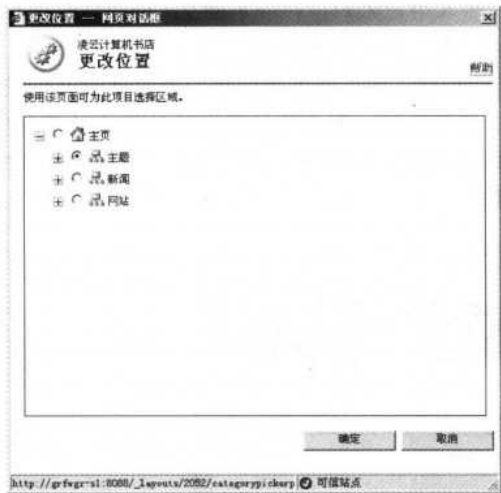 更改位置 -- 网页对话框
凌云计算机书店
更改位置
帮助
使用该页面可为此项目选择区域。
主页
主题
新闻
网站
确定
取消
http://grfwgr-s1:8088/_layouts/2052/categorypickerp 可信站点